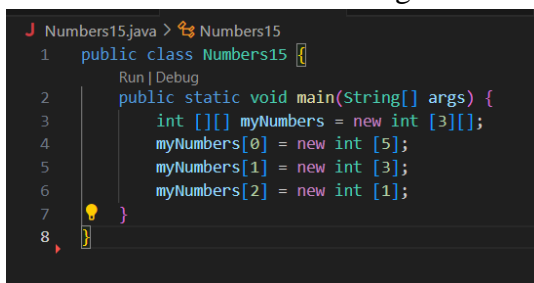 J Numbers15.java > Numbers15
1 public class Numbers15 {
Run | Debug
2 public static void main(String[] args) {
3 int [][] myNumbers = new int [3][];
4 myNumbers[0] = new int [5];
5 myNumbers[1] = new int [3];
6 myNumbers[2] = new int [1];
7 }
8 }